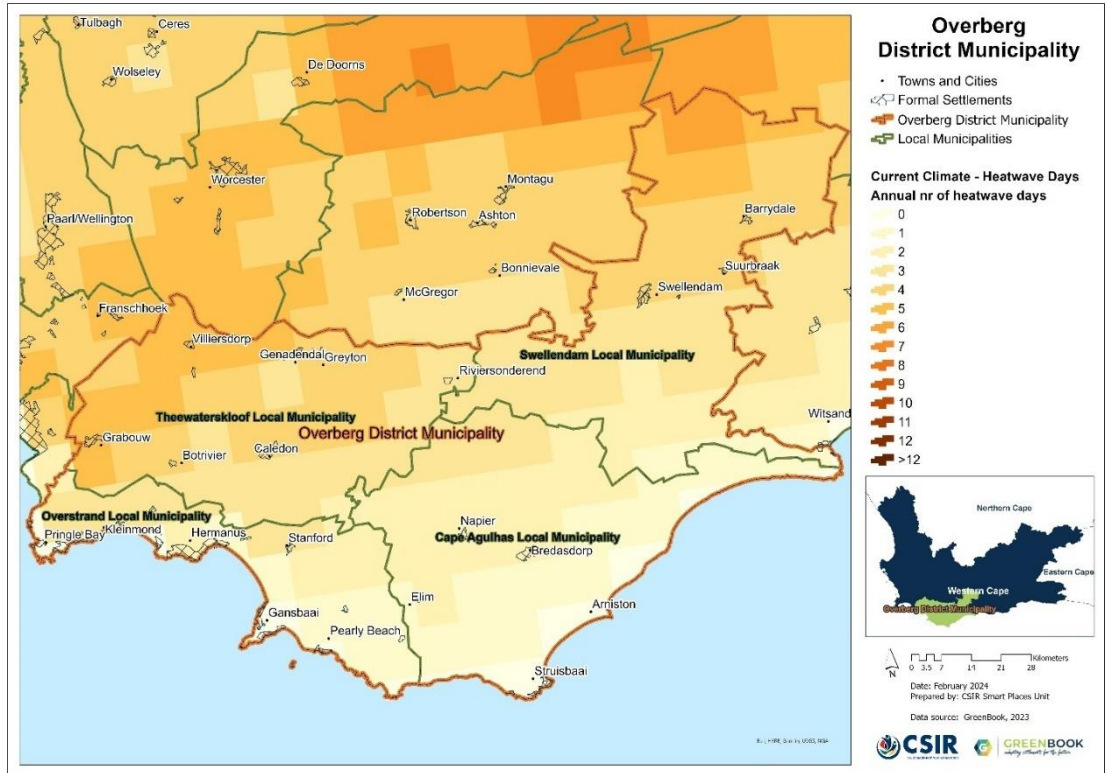 Overberg
District Municipality
Towns and Cities
Formal Settlements
Overberg District Municipality
Local Municipalities
Current Climate - Heatwave Days
Annual nr of heatwave days
0
1
2
3
4
5
6
7
8
9
10
11
12
>12
Tulbagh
Ceres
Wolseley
De Doorns
Worcester
Montagu
Paarl/Wellington
Robertson
Ashton
Barrydale
Bonnievale
Suurbraak
McGregor
Swellendam
Franschhoek
Villiersdorp
Genadendal
Greyton
Swellendam Local Municipality
Riviersonderend
Theewaterskloof Local Municipality
Overberg District Municipality
Witsand
Grabouw
Botrivier
Caledon
Overstrand Local Municipality
Pringle Bay
Kleinmond
Hermanus
Stanford
Napier
Cape Agulhas Local Municipality
Bredasdorp
Elim
Arniston
Gansbaai
Pearly Beach
Struisbaai
Northern Cape
Eastern Cape
Western Cape
Overberg District Municipality
N
Kilometers
0 3.5 7 14 21 28
Date: February 2024
Prepared by: CSIR Smart Places Unit
Data source: GreenBook, 2023
CSIR
GREENBOOK